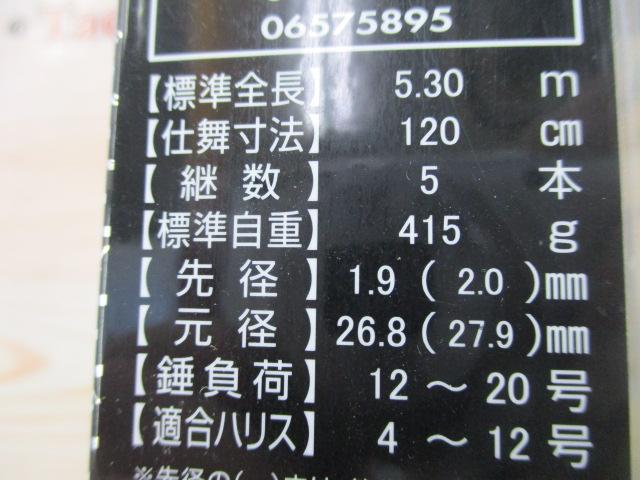 06575895
【標準全長】 5.30 m
【仕舞寸法】 120 cm
【継数】 5 本
【標準自重】 415 g
【先径】 1.9 ( 2.0 ) mm
【元径】 26.8 ( 27.9 ) mm
【錘負荷】 12 〜 20 号
【適合ハリス】 4 〜 12 号